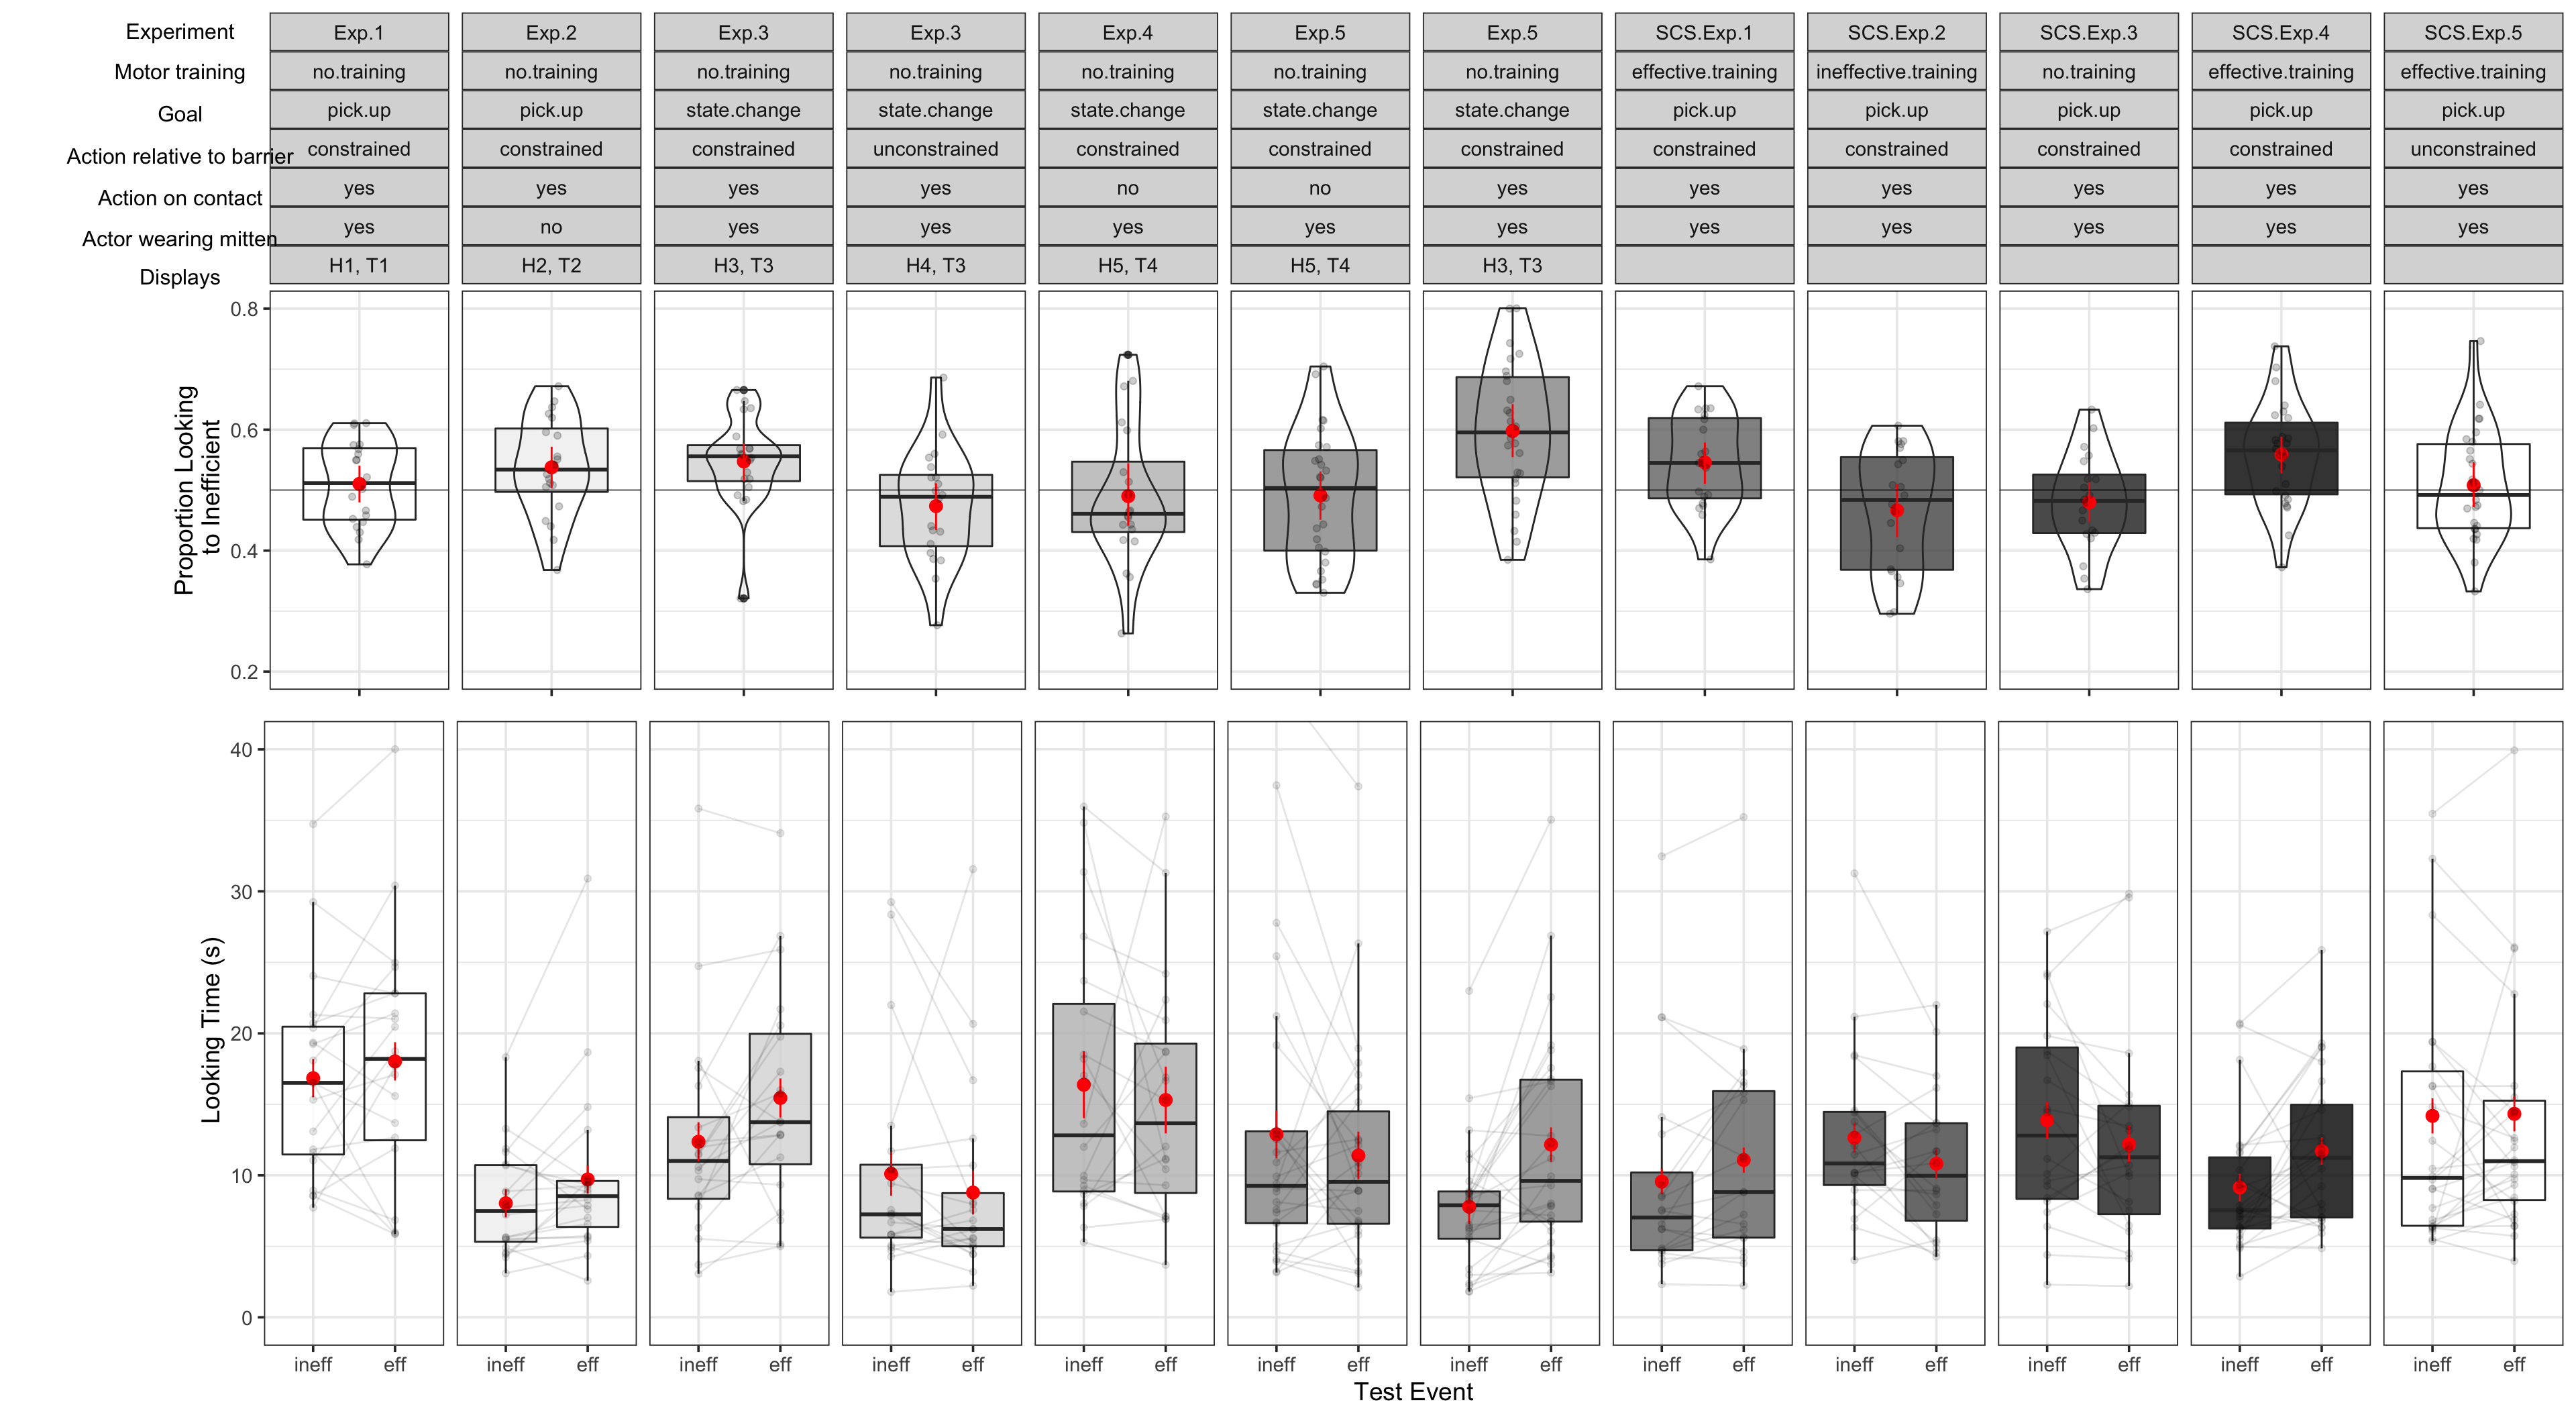 Experiment Exp.1 Exp.2 Exp.3 Exp.3 Exp.4 Exp.5 Exp.5 SCS.Exp.1 SCS.Exp.2 SCS.Exp.3 SCS.Exp.4 SCS.Exp.5
Motor training no.training no.training no.training no.training no.training no.training no.training effective.training ineffective.training no.training effective.training effective.training
Goal pick.up pick.up state.change state.change state.change state.change state.change pick.up pick.up pick.up pick.up pick.up
Action relative to barrier constrained constrained constrained unconstrained constrained constrained constrained constrained constrained constrained constrained unconstrained
Action on contact yes yes yes yes no no yes yes yes yes yes yes
Actor wearing mitten yes no yes yes yes yes yes yes yes yes yes yes
Displays H1, T1 H2, T2 H3, T3 H4, T3 H5, T4 H5, T4 H3, T3
Proportion Looking
to Inefficient
0.8
0.6
0.4
0.2
Looking Time (s)
40
30
20
10
0
ineff eff ineff eff ineff eff ineff eff ineff eff ineff eff ineff eff ineff eff ineff eff ineff eff ineff eff ineff eff
Test Event